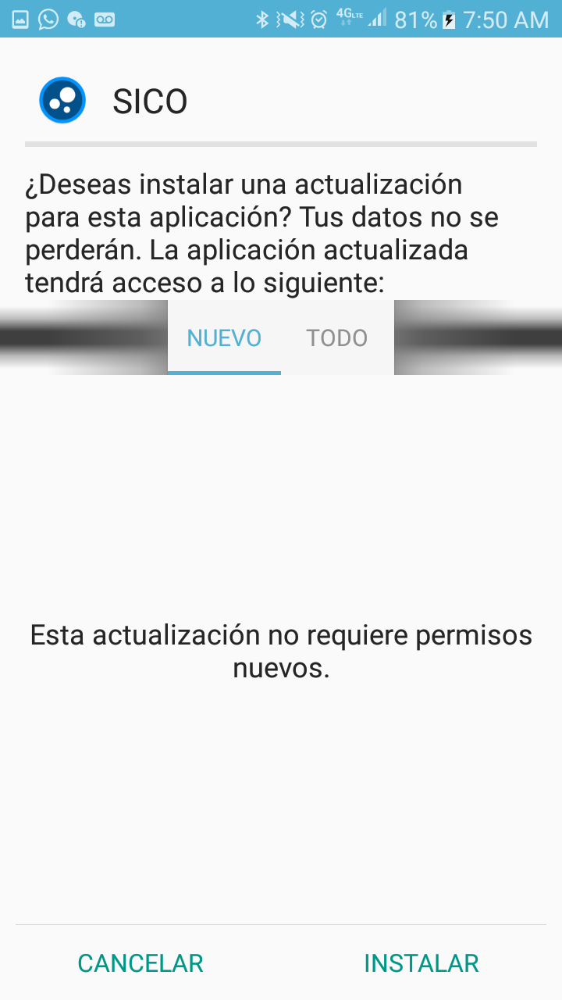 4G LTE 81% 7:50 AM
SICO
¿Deseas instalar una actualización
para esta aplicación? Tus datos no se
perderán. La aplicación actualizada
tendrá acceso a lo siguiente:
NUEVO TODO
Esta actualización no requiere permisos
nuevos.
CANCELAR INSTALAR